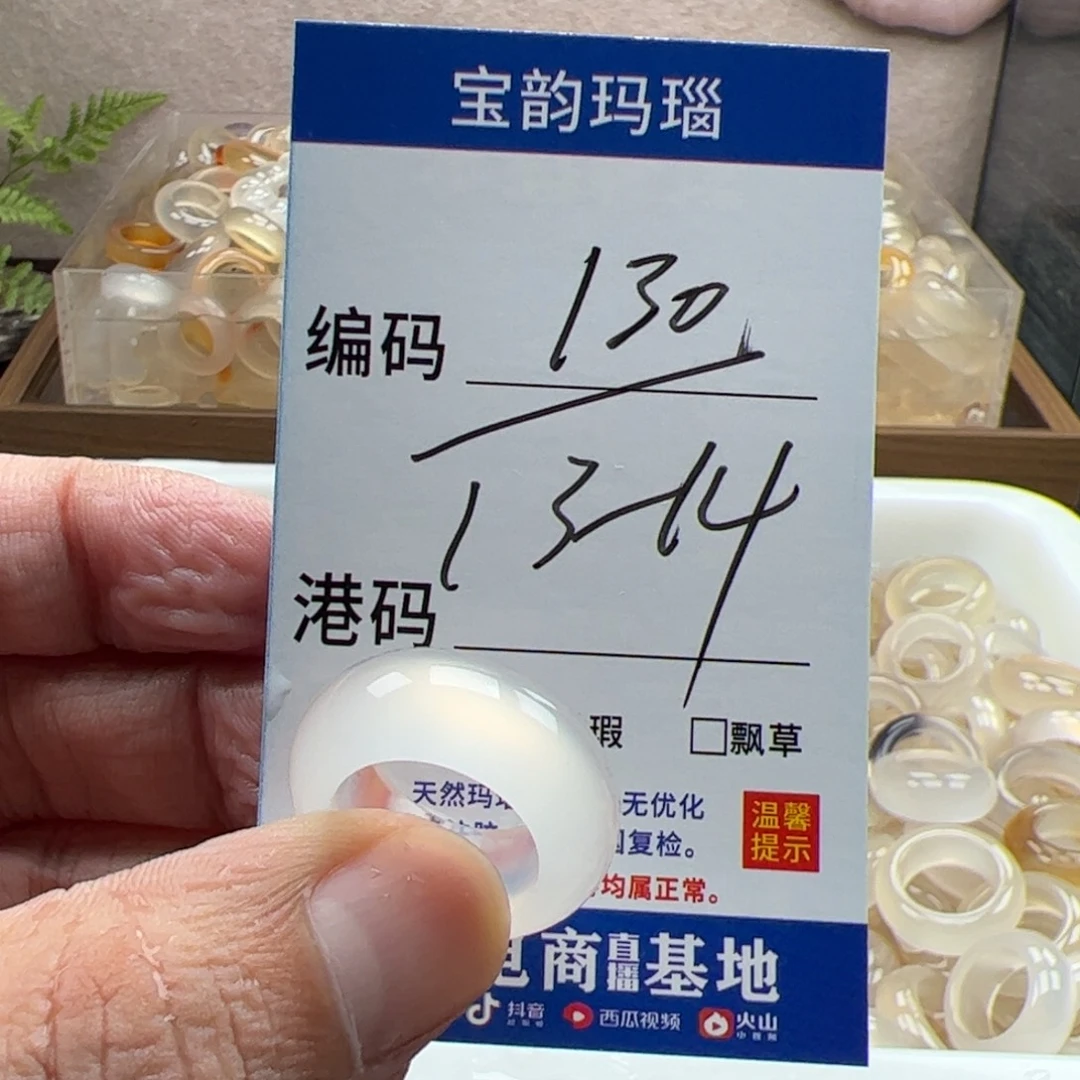 宝韵玛瑙
编码 130
1314
港码
瑕 □飘草
天然玛 无优化
复检。
温馨提示
均属正常。
电商直播基地
抖音 西瓜视频 火山